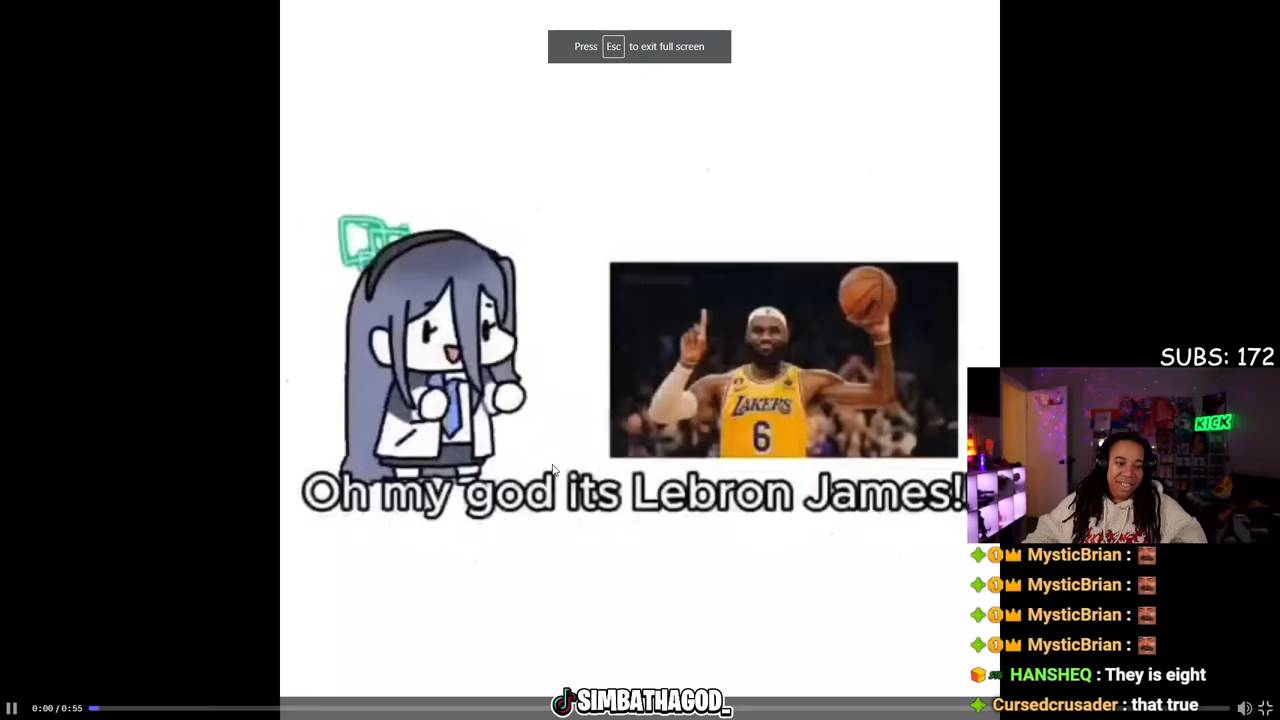 Press Esc to exit full screen
LAKERS
6
Oh my god its Lebron James!
SUBS: 172
KICK
MysticBrian :
MysticBrian :
MysticBrian :
MysticBrian :
HANSHEQ : They is eight
Cursedcrusader : that true
SIMBATHAGOD_
0:00 / 0:55